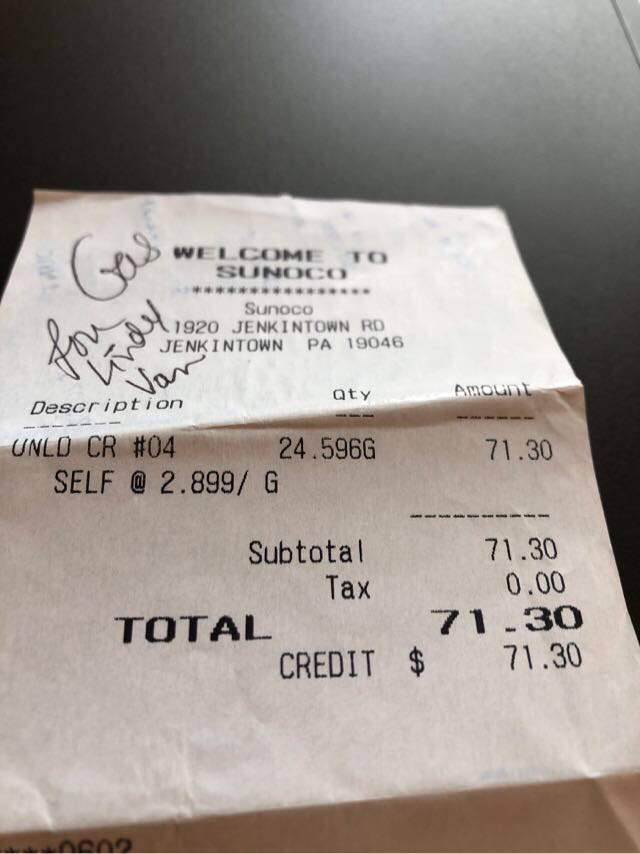 Gas
for
Linda
Van
WELCOME TO
SUNOCO
*****************
Sunoco
1920 JENKINTOWN RD
JENKINTOWN PA 19046
Description Qty Amount
UNLD CR #04 24.596G 71.30
SELF @ 2.899/ G
Subtotal 71.30
Tax 0.00
TOTAL 71.30
CREDIT $ 71.30
****0602